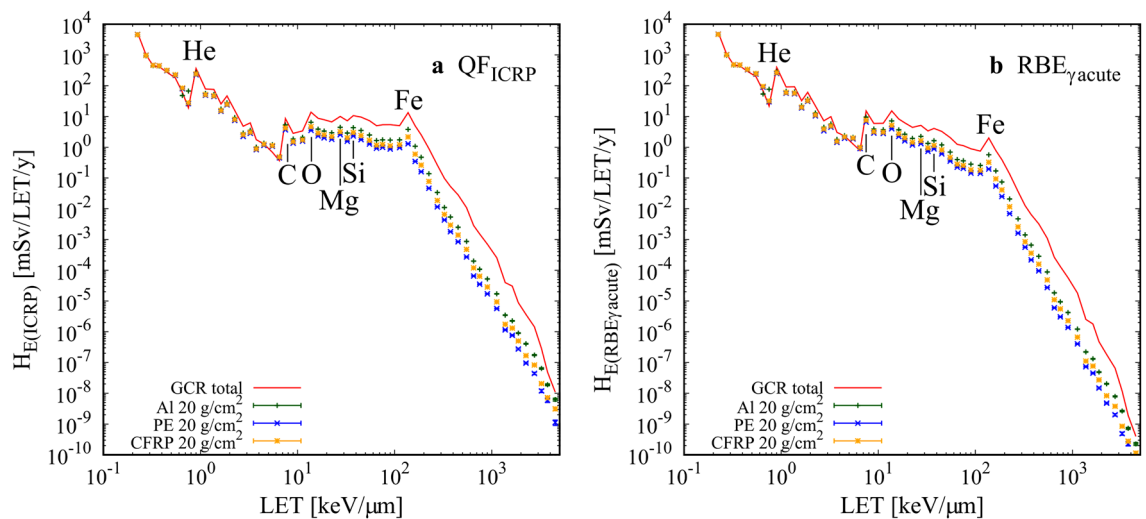 a QF_ICRP
H_E(ICRP) [mSv/LET/y]
10^4
10^3
10^2
10^1
10^0
10^-1
10^-2
10^-3
10^-4
10^-5
10^-6
10^-7
10^-8
10^-9
10^-10
He
Fe
C O Si
Mg
GCR total
Al 20 g/cm^2
PE 20 g/cm^2
CFRP 20 g/cm^2
10^-1 10^0 10^1 10^2 10^3
LET [keV/μm]
b RBE_γacute
H_E(RBEγacute) [mSv/LET/y]
10^4
10^3
10^2
10^1
10^0
10^-1
10^-2
10^-3
10^-4
10^-5
10^-6
10^-7
10^-8
10^-9
10^-10
He
Fe
C O Si
Mg
GCR total
Al 20 g/cm^2
PE 20 g/cm^2
CFRP 20 g/cm^2
10^-1 10^0 10^1 10^2 10^3
LET [keV/μm]